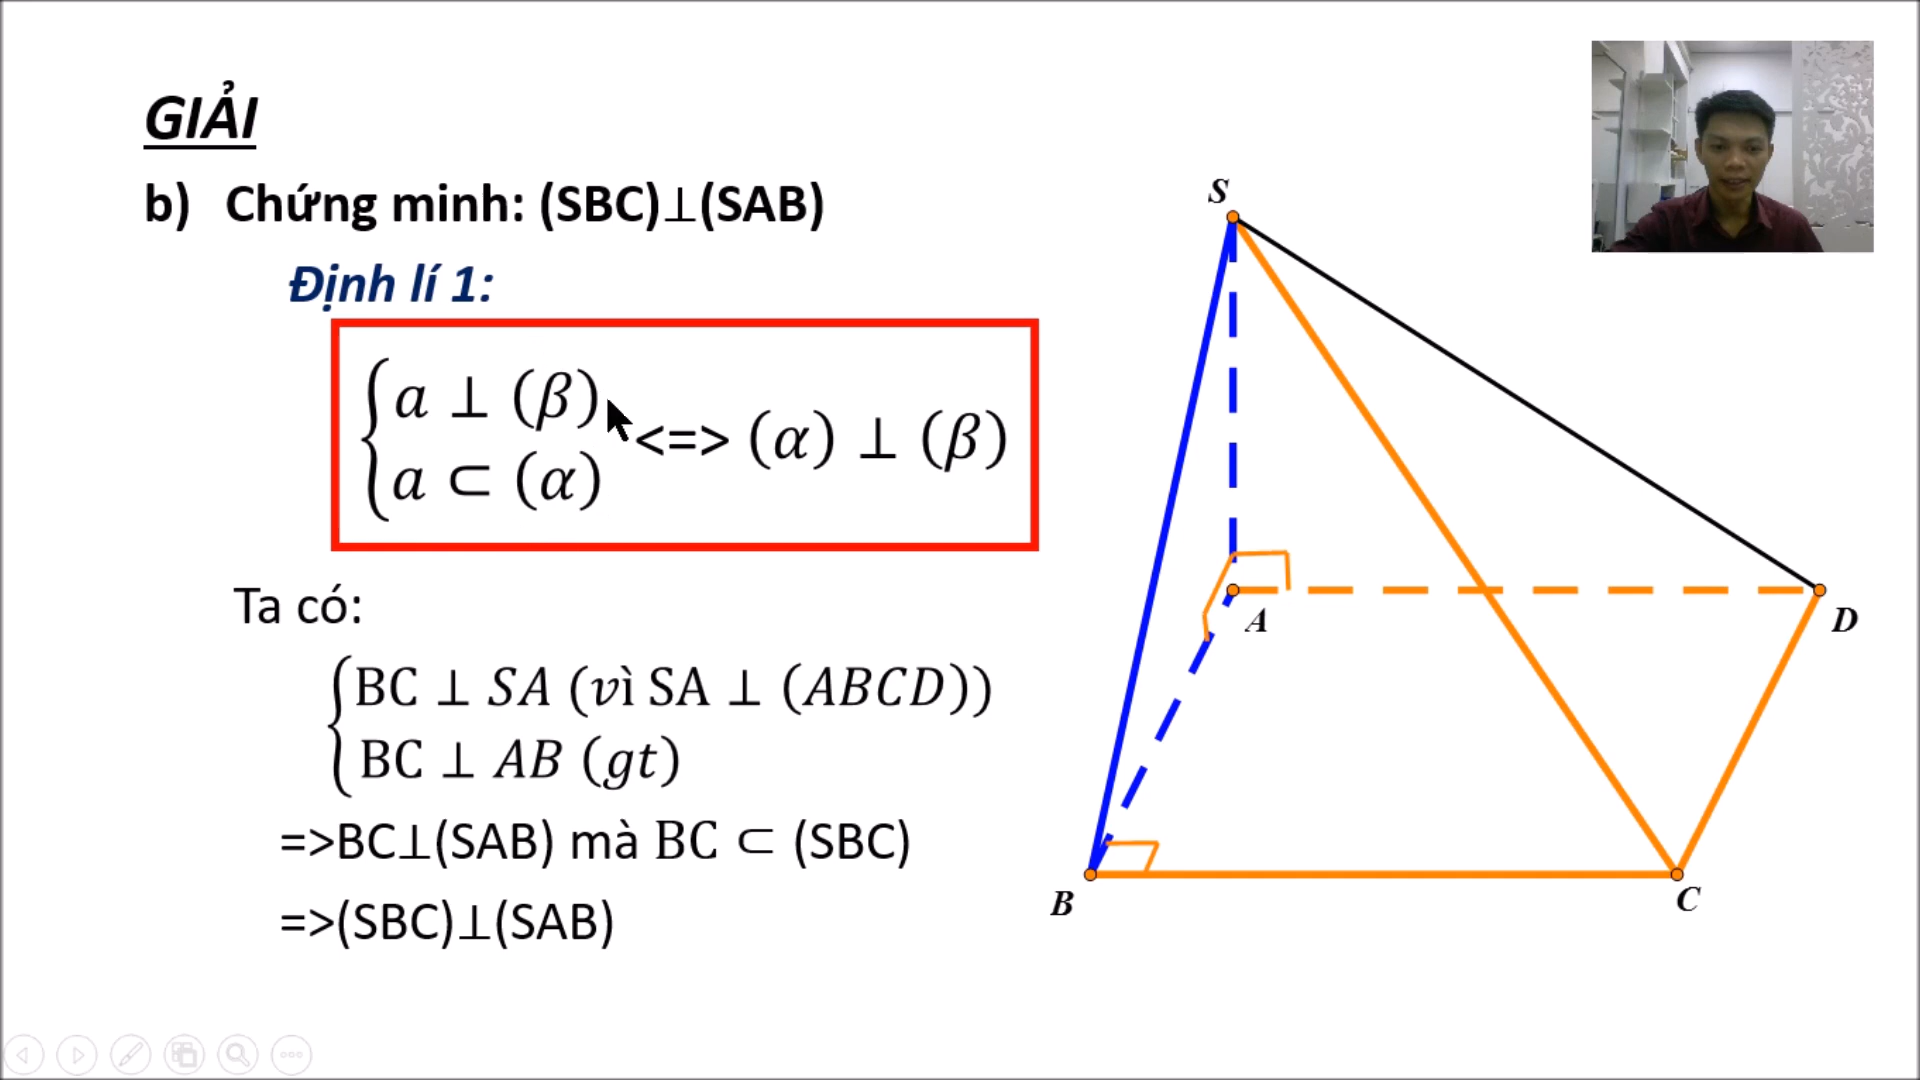 GIẢI
b) Chứng minh: (SBC)⊥(SAB)
Định lí 1:
{a ⊥ (β)
a ⊂ (α)
<=> (α) ⊥ (β)
Ta có:
{BC ⊥ SA (vì SA ⊥ (ABCD))
BC ⊥ AB (gt)
=>BC⊥(SAB) mà BC ⊂ (SBC)
=>(SBC)⊥(SAB)
S
A
D
B
C